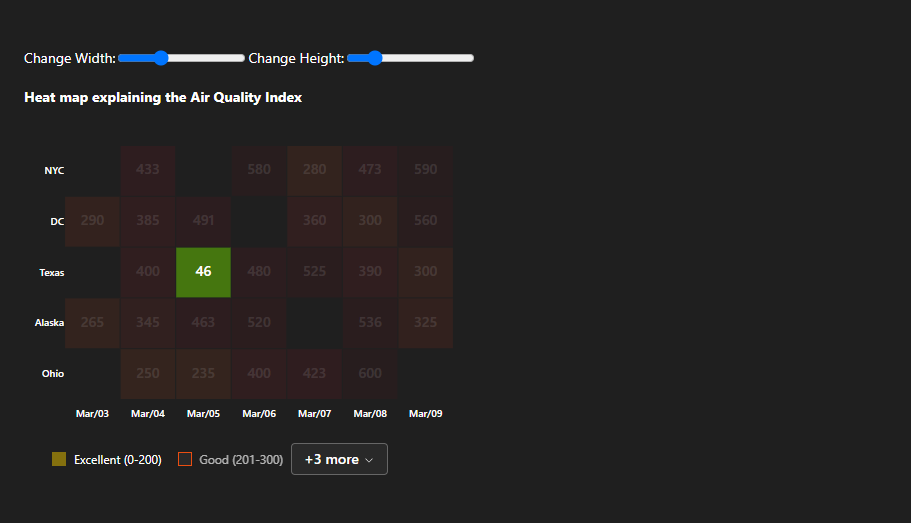 Change Width: Change Height:
Heat map explaining the Air Quality Index
NYC 433 580 280 473 590
DC 290 385 491 360 300 560
Texas 400 46 480 525 390 300
Alaska 265 345 463 520 536 325
Ohio 250 235 400 423 600
Mar/03 Mar/04 Mar/05 Mar/06 Mar/07 Mar/08 Mar/09
Excellent (0-200) Good (201-300) +3 more